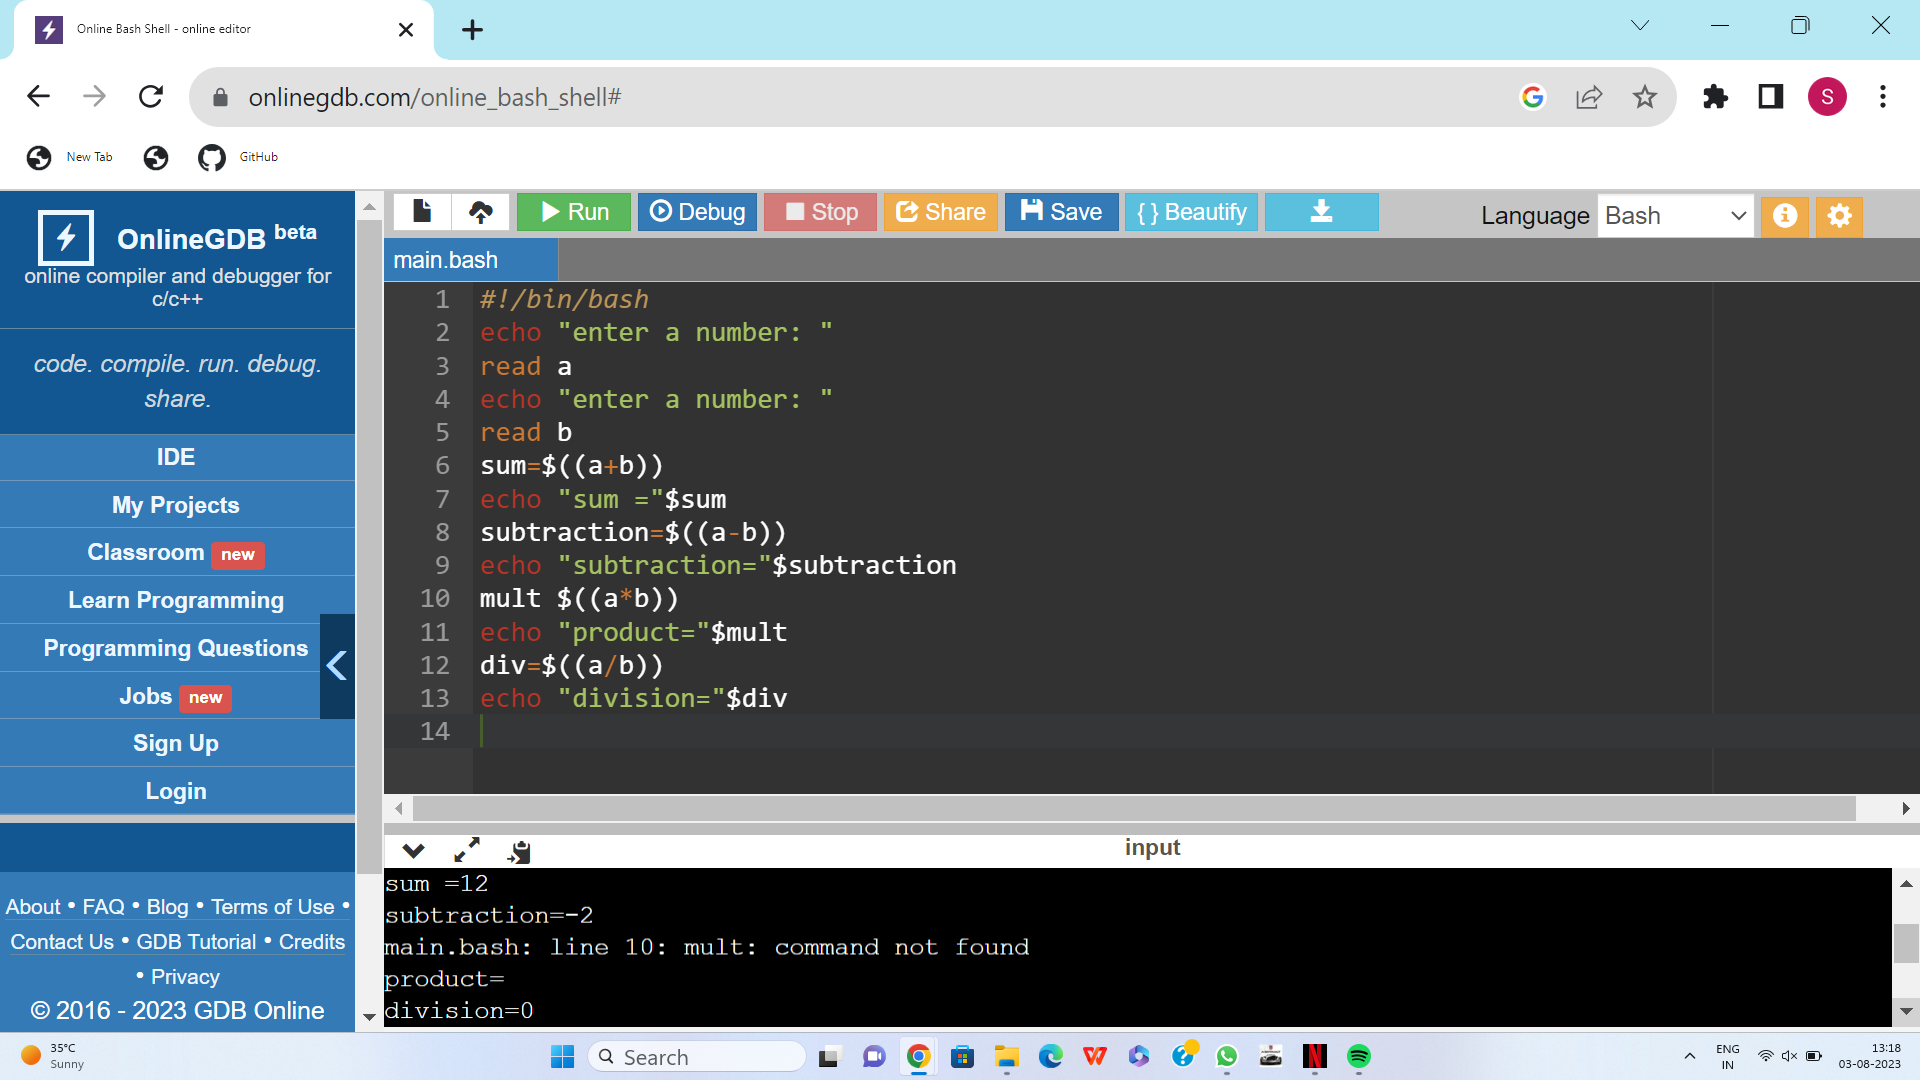 Online Bash Shell - online editor
onlinegdb.com/online_bash_shell#
S
New Tab
GitHub
OnlineGDB beta
online compiler and debugger for
c/c++
code. compile. run. debug.
share.
IDE
My Projects
Classroom new
Learn Programming
Programming Questions
Jobs new
Sign Up
Login
About • FAQ • Blog • Terms of Use •
Contact Us • GDB Tutorial • Credits
• Privacy
© 2016 - 2023 GDB Online
Run Debug Stop Share Save { } Beautify
Language Bash
main.bash
1 #!/bin/bash
2 echo "enter a number: "
3 read a
4 echo "enter a number: "
5 read b
6 sum=$((a+b))
7 echo "sum ="$sum
8 subtraction=$((a-b))
9 echo "subtraction="$subtraction
10 mult $((a*b))
11 echo "product="$mult
12 div=$((a/b))
13 echo "division="$div
14
input
sum =12
subtraction=-2
main.bash: line 10: mult: command not found
product=
division=0
35°C
Sunny
Search
ENG
IN
13:18
03-08-2023